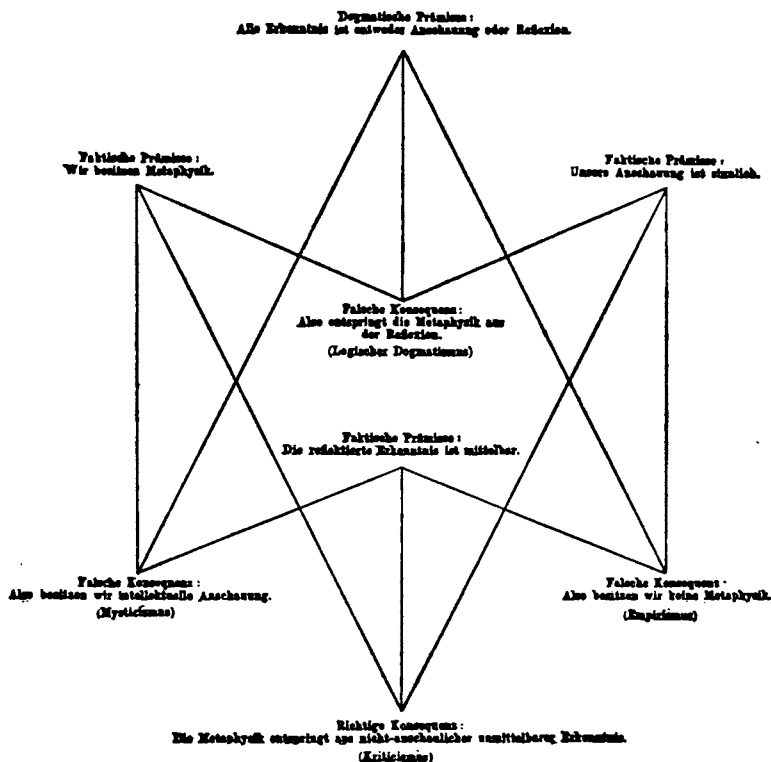 Dogmatische Prämisse:
Alle Erkenntnis ist entweder Anschauung oder Reflexion.
Faktische Prämisse:
Wir besitzen Metaphysik.
Faktische Prämisse:
Unsere Anschauung ist sinnlich.
Falsche Konsequenz:
Also entspringt die Metaphysik aus
der Reflexion.
(Logischer Dogmatismus)
Faktische Prämisse:
Die reflektierte Erkenntnis ist mittelbar.
Falsche Konsequenz:
Also besitzen wir intellektuelle Anschauung.
(Mysticismus)
Falsche Konsequenz:
Also besitzen wir keine Metaphysik.
(Empirismus)
Richtige Konsequenz:
Die Metaphysik entspringt aus nicht-anschaulicher unmittelbarer Erkenntnis.
(Kriticismus)